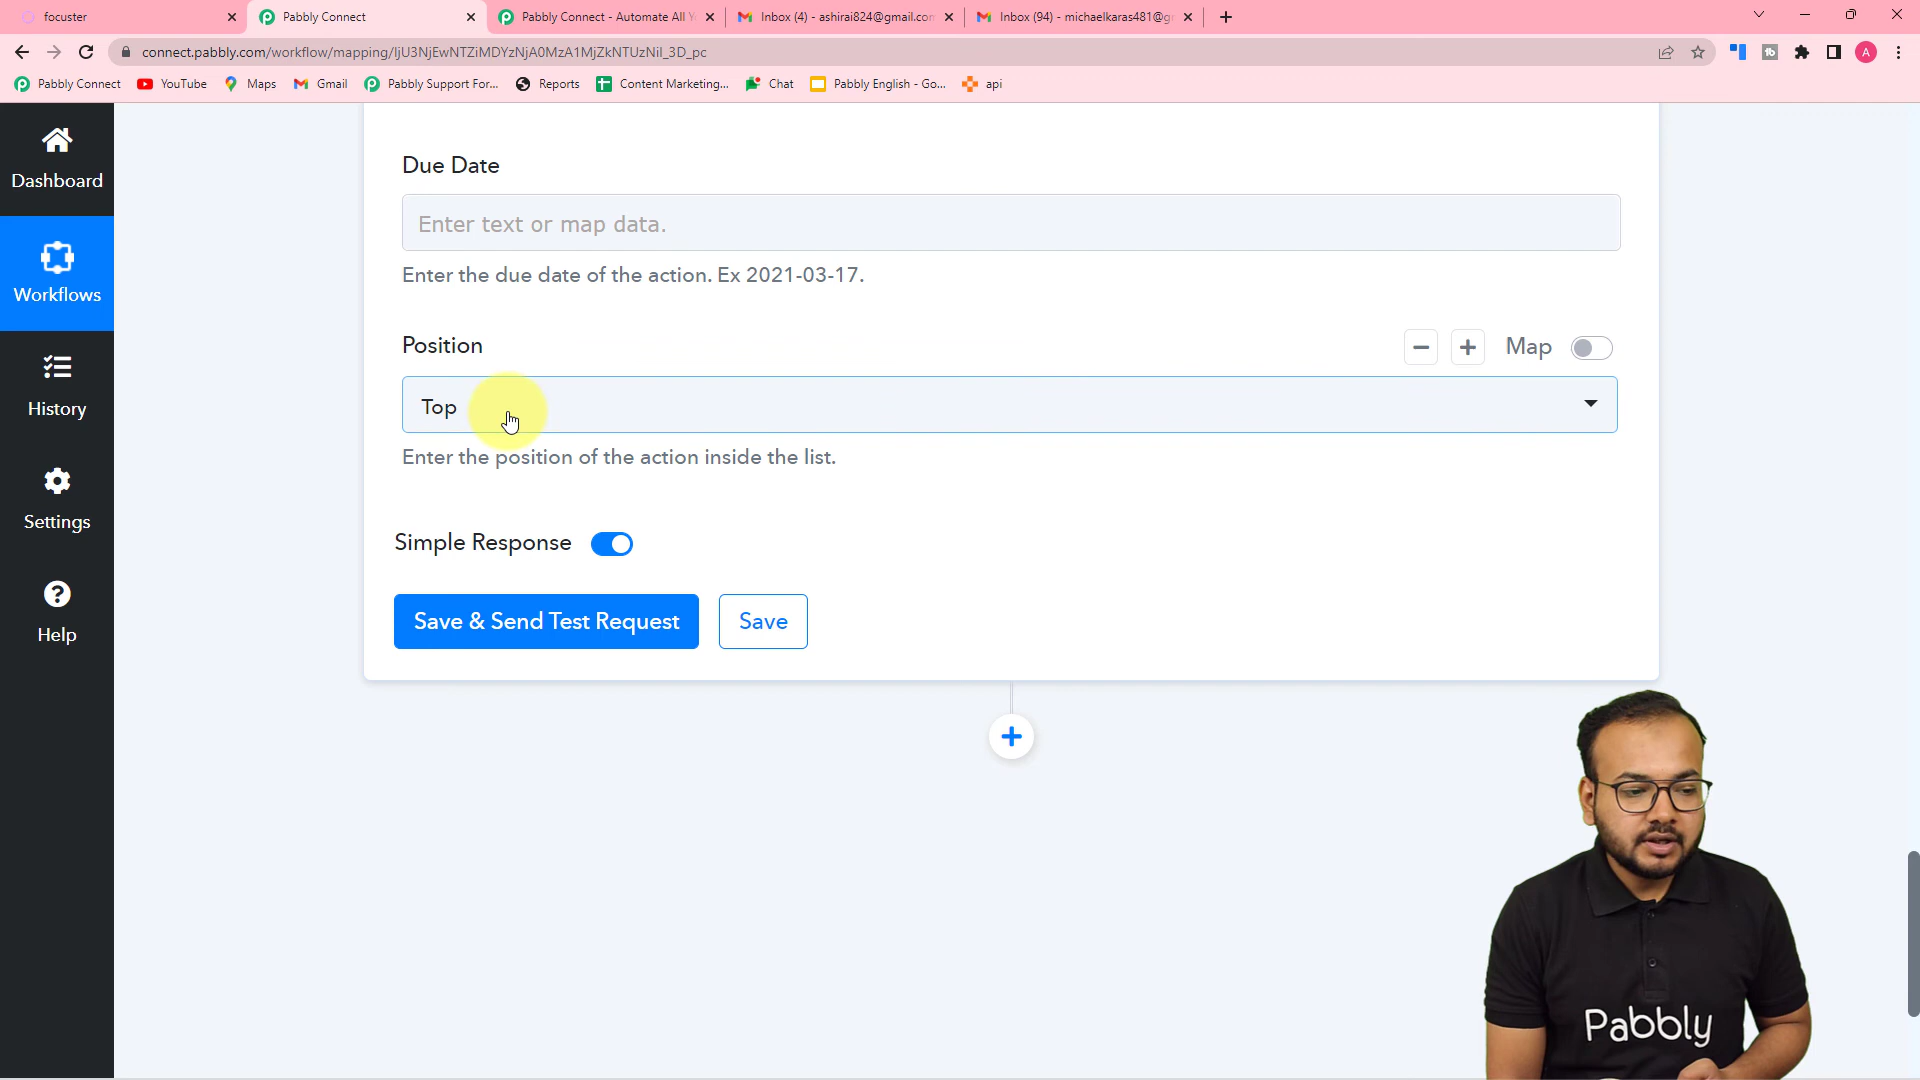 focuster
Pabbly Connect
Pabbly Connect - Automate All Y
Inbox (4) - ashirai824@gmail.com
Inbox (94) - michaelkaras481@g
connect.pabbly.com/workflow/mapping/IjU3NjEwNTZiMDYzNjA0MzA1MjZkNTUzNiI_3D_pc
A
Pabbly Connect
YouTube
Maps
Gmail
Pabbly Support For...
Reports
Content Marketing...
Chat
Pabbly English - Go...
api
Dashboard
Workflows
History
Settings
Help
Due Date
Enter text or map data.
Enter the due date of the action. Ex 2021-03-17.
Position
Map
Top
Enter the position of the action inside the list.
Simple Response
Save & Send Test Request
Save
Pabbly